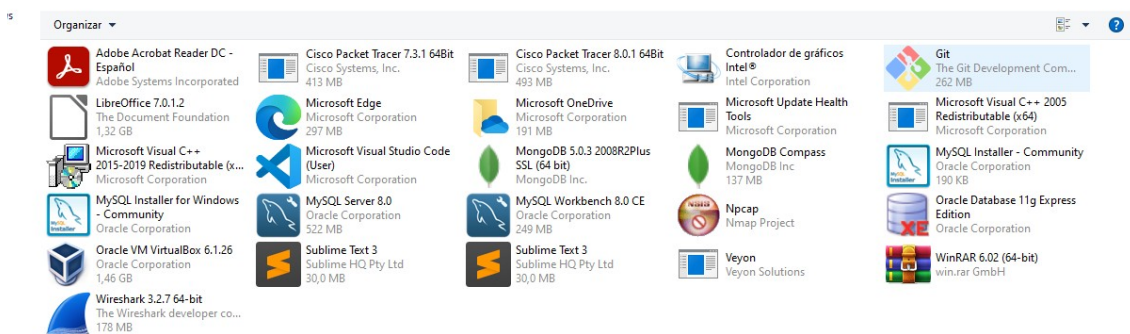 Organizar
Adobe Acrobat Reader DC -
Español
Adobe Systems Incorporated
Cisco Packet Tracer 7.3.1 64Bit
Cisco Systems, Inc.
413 MB
Cisco Packet Tracer 8.0.1 64Bit
Cisco Systems, Inc.
493 MB
Controlador de gráficos
Intel®
Intel Corporation
Git
The Git Development Com...
262 MB
LibreOffice 7.0.1.2
The Document Foundation
1,32 GB
Microsoft Edge
Microsoft Corporation
297 MB
Microsoft OneDrive
Microsoft Corporation
191 MB
Microsoft Update Health
Tools
Microsoft Corporation
Microsoft Visual C++ 2005
Redistributable (x64)
Microsoft Corporation
Microsoft Visual C++
2015-2019 Redistributable (x...
Microsoft Corporation
Microsoft Visual Studio Code
(User)
Microsoft Corporation
MongoDB 5.0.3 2008R2Plus
SSL (64 bit)
MongoDB Inc.
MongoDB Compass
MongoDB Inc
137 MB
MySQL Installer - Community
Oracle Corporation
190 KB
MySQL Installer for Windows
- Community
Oracle Corporation
MySQL Server 8.0
Oracle Corporation
522 MB
MySQL Workbench 8.0 CE
Oracle Corporation
249 MB
Npcap
Nmap Project
Oracle Database 11g Express
Edition
Oracle Corporation
Oracle VM VirtualBox 6.1.26
Oracle Corporation
1,46 GB
Sublime Text 3
Sublime HQ Pty Ltd
30,0 MB
Sublime Text 3
Sublime HQ Pty Ltd
30,0 MB
Veyon
Veyon Solutions
WinRAR 6.02 (64-bit)
win.rar GmbH
Wireshark 3.2.7 64-bit
The Wireshark developer co...
178 MB